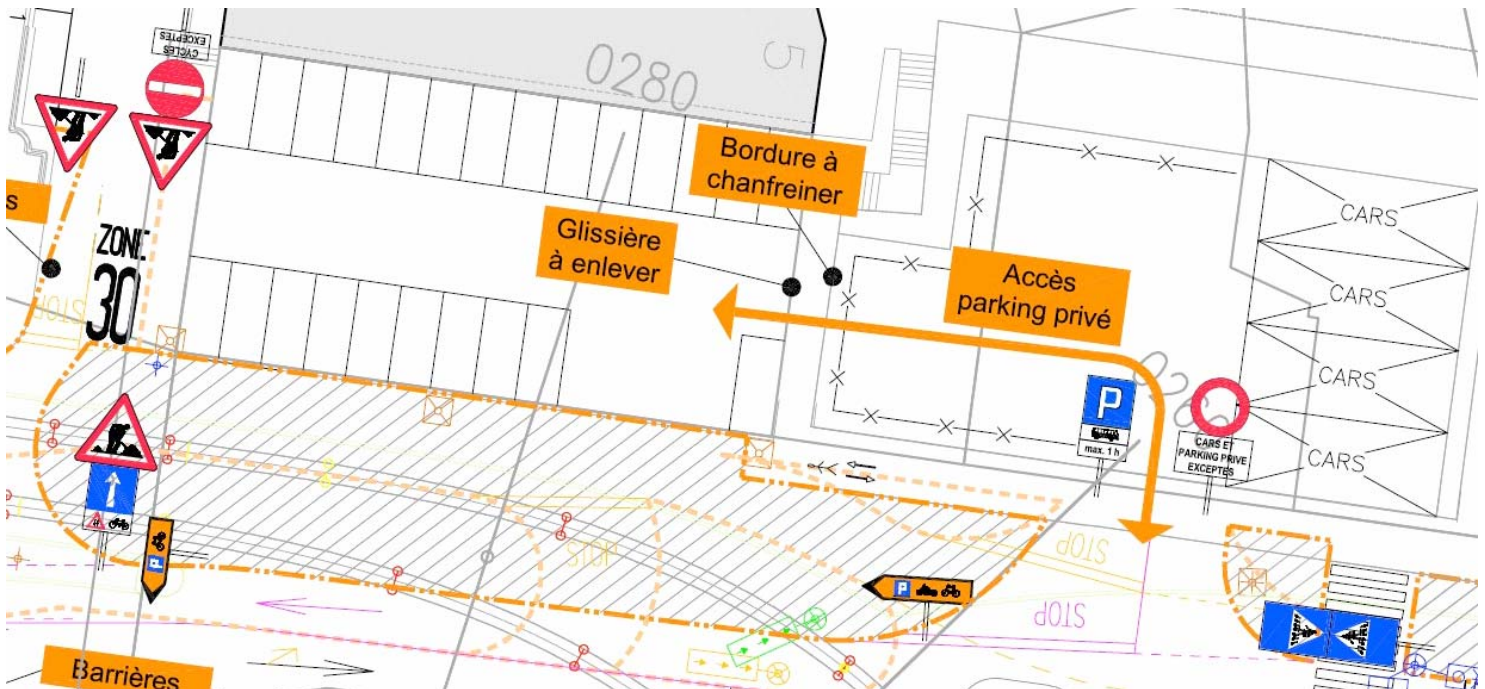 CYCLES
EXCEPTÉS
5
0280
Bordure à
chanfreiner
Glissière
à enlever
Accès
parking privé
CARS
CARS
CARS
CARS
s
ZONE
30
STOP
P
max. 1 h
CARS ET
PARKING PRIVE
EXCEPTES
STOP
STOP
STOP
P
P
Barrières